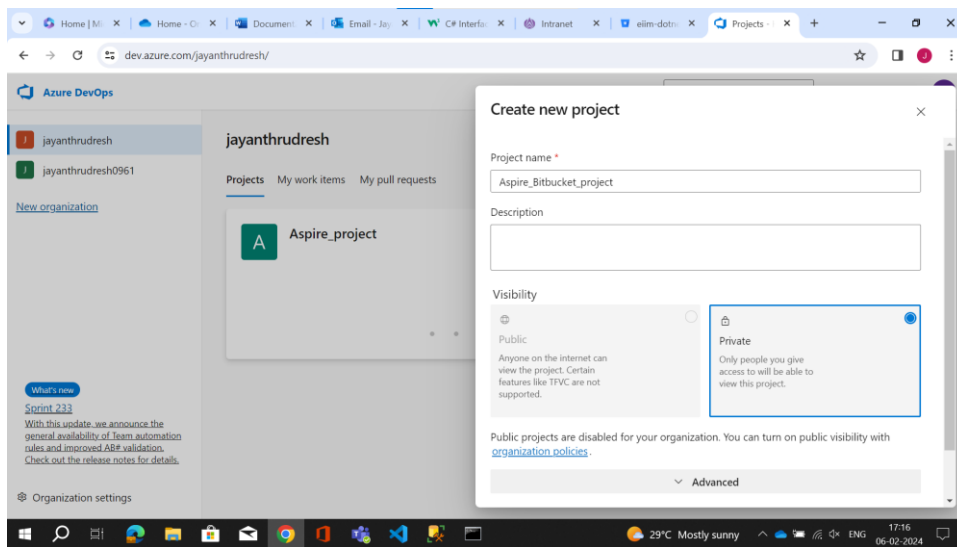 Home | Mi
Home - On
Document
Email - Jay
C# Interfac
Intranet
eiim-dotn
Projects -
dev.azure.com/jayanthrudresh/
J
Azure DevOps
J jayanthrudresh
J jayanthrudresh0961
New organization
jayanthrudresh
Projects My work items My pull requests
A Aspire_project
What's new
Sprint 233
With this update, we announce the
general availability of Team automation
rules and improved AB# validation.
Check out the release notes for details.
Organization settings
Create new project
Project name *
Aspire_Bitbucket_project
Description
Visibility
Public
Anyone on the internet can
view the project. Certain
features like TFVC are not
supported.
Private
Only people you give
access to will be able to
view this project.
Public projects are disabled for your organization. You can turn on public visibility with
organization policies.
Advanced
29°C Mostly sunny
ENG
17:16
06-02-2024